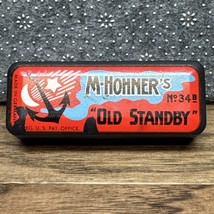 M. HOHNER'S
No. 34B
"OLD STANDBY"
REG. U.S. PAT. OFFICE.